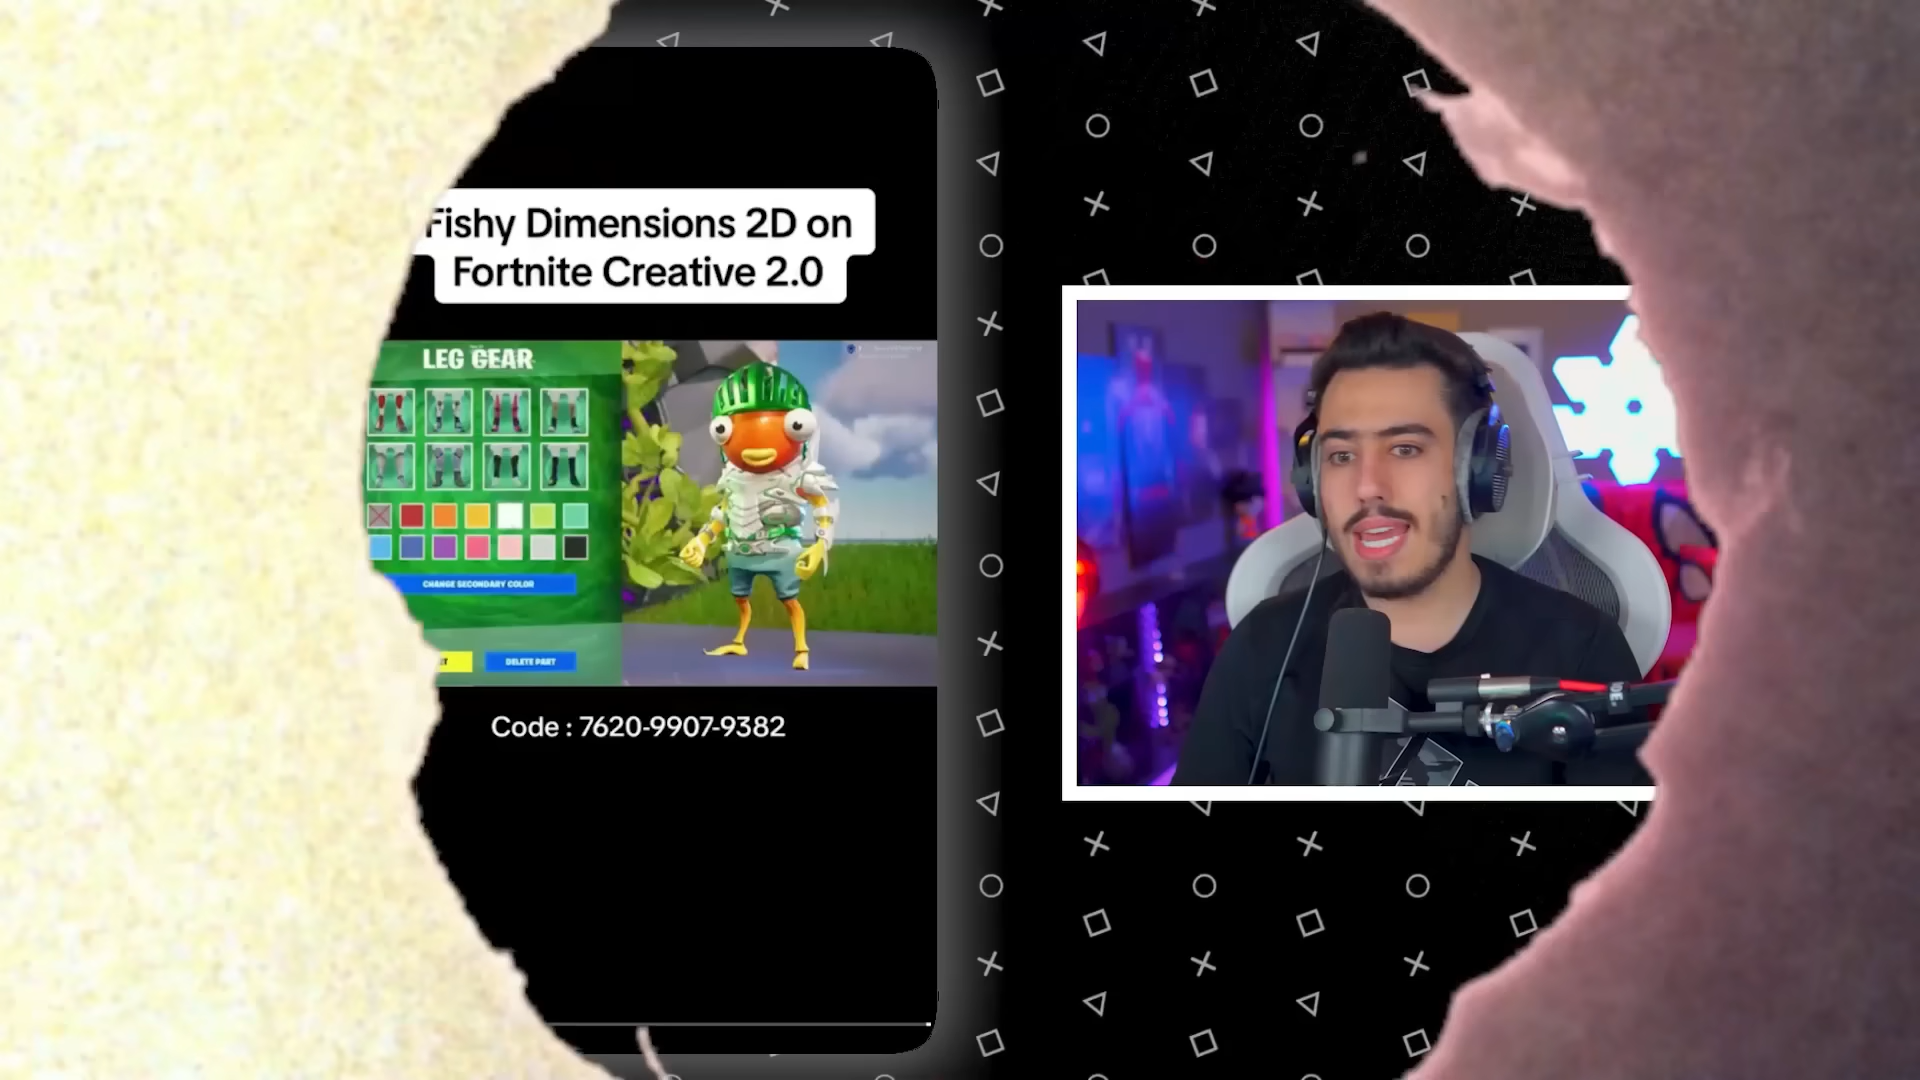 Fishy Dimensions 2D on
Fortnite Creative 2.0
LEG GEAR
CHANGE SECONDARY COLOR
DELETE PART
Code : 7620-9907-9382